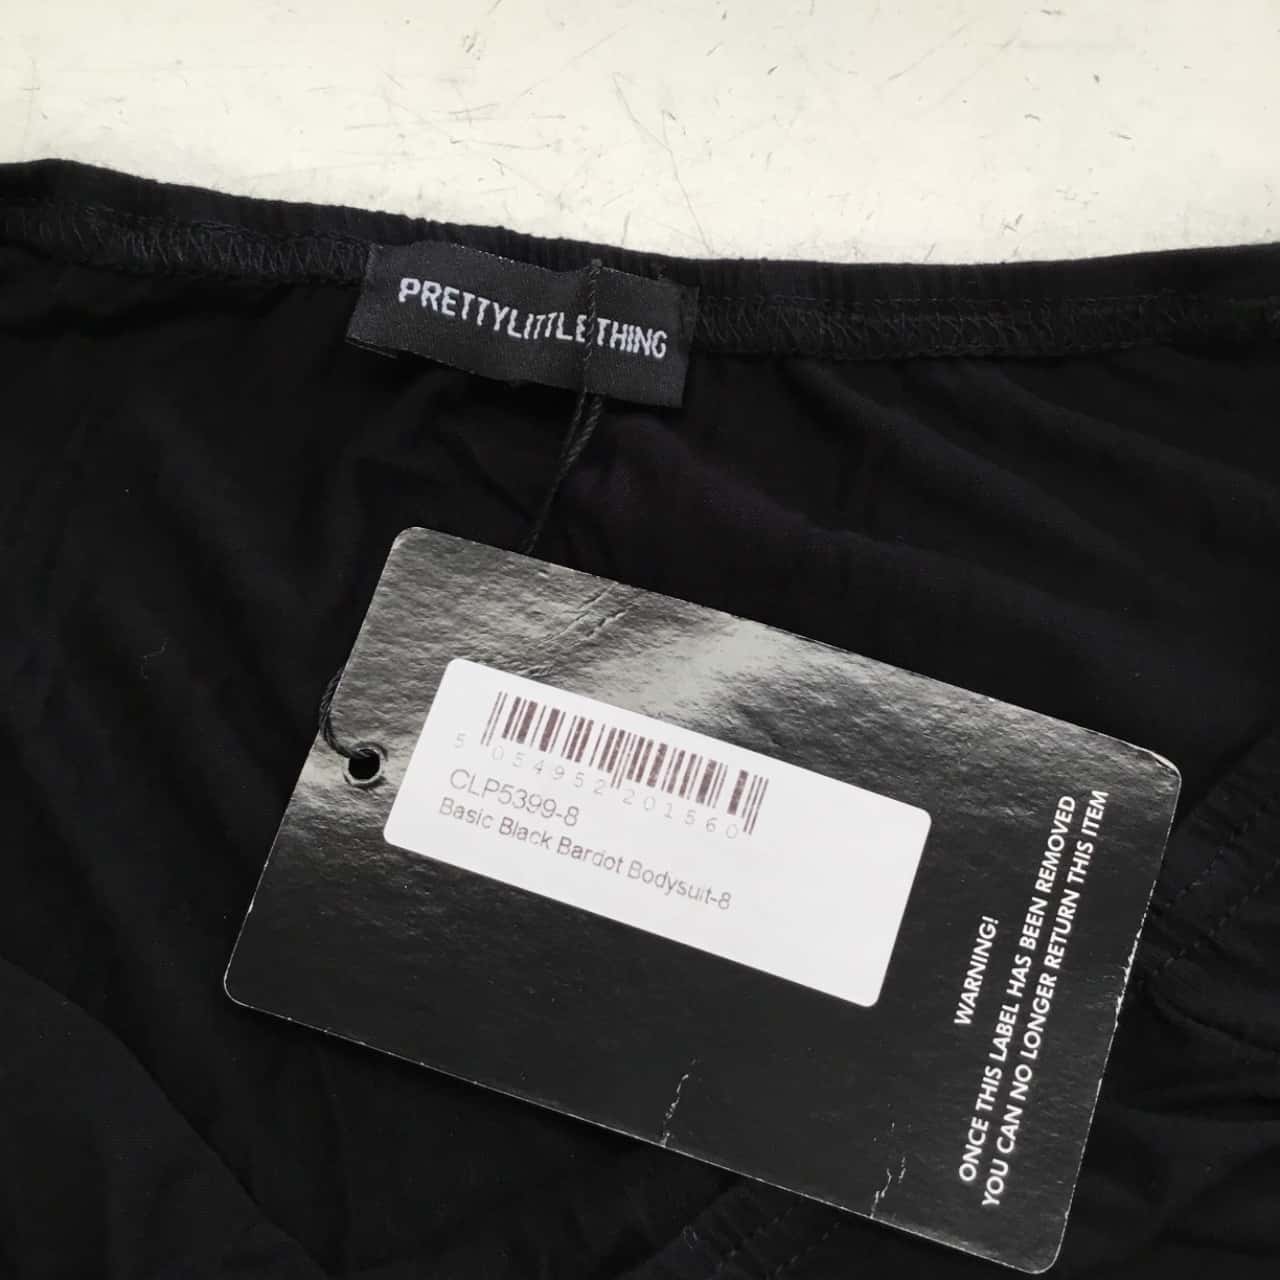 PRETTYLITTLETHING
5 054952 201560
CLP5399-8
Basic Black Bardot Bodysuit-8
WARNING!
ONCE THIS LABEL HAS BEEN REMOVED
YOU CAN NO LONGER RETURN THIS ITEM